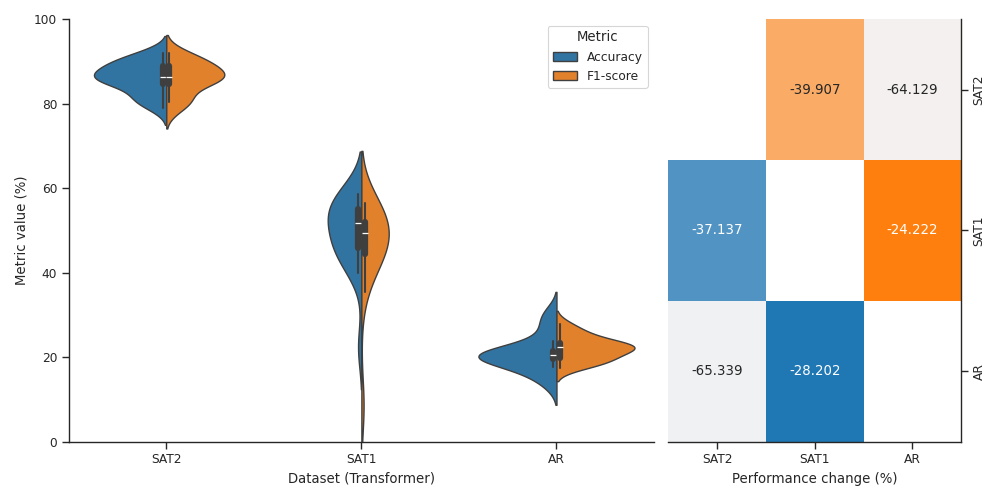 100
80
60
40
20
0
Metric value (%)
SAT2
SAT1
AR
Dataset (Transformer)
Metric
Accuracy
F1-score
-39.907
-64.129
-37.137
-24.222
-65.339
-28.202
SAT2
SAT1
AR
SAT2
SAT1
AR
Performance change (%)